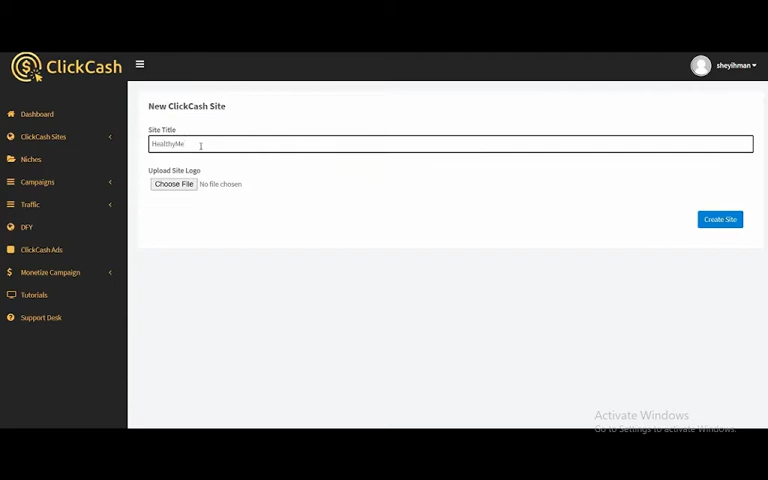 ClickCash
sheyihman
Dashboard
ClickCash Sites
Niches
Campaigns
Traffic
DFY
ClickCash Ads
Monetize Campaign
Tutorials
Support Desk
New ClickCash Site
Site Title
HealthyMe
Upload Site Logo
Choose File No file chosen
Create Site
Activate Windows
Go to Settings to activate Windows.